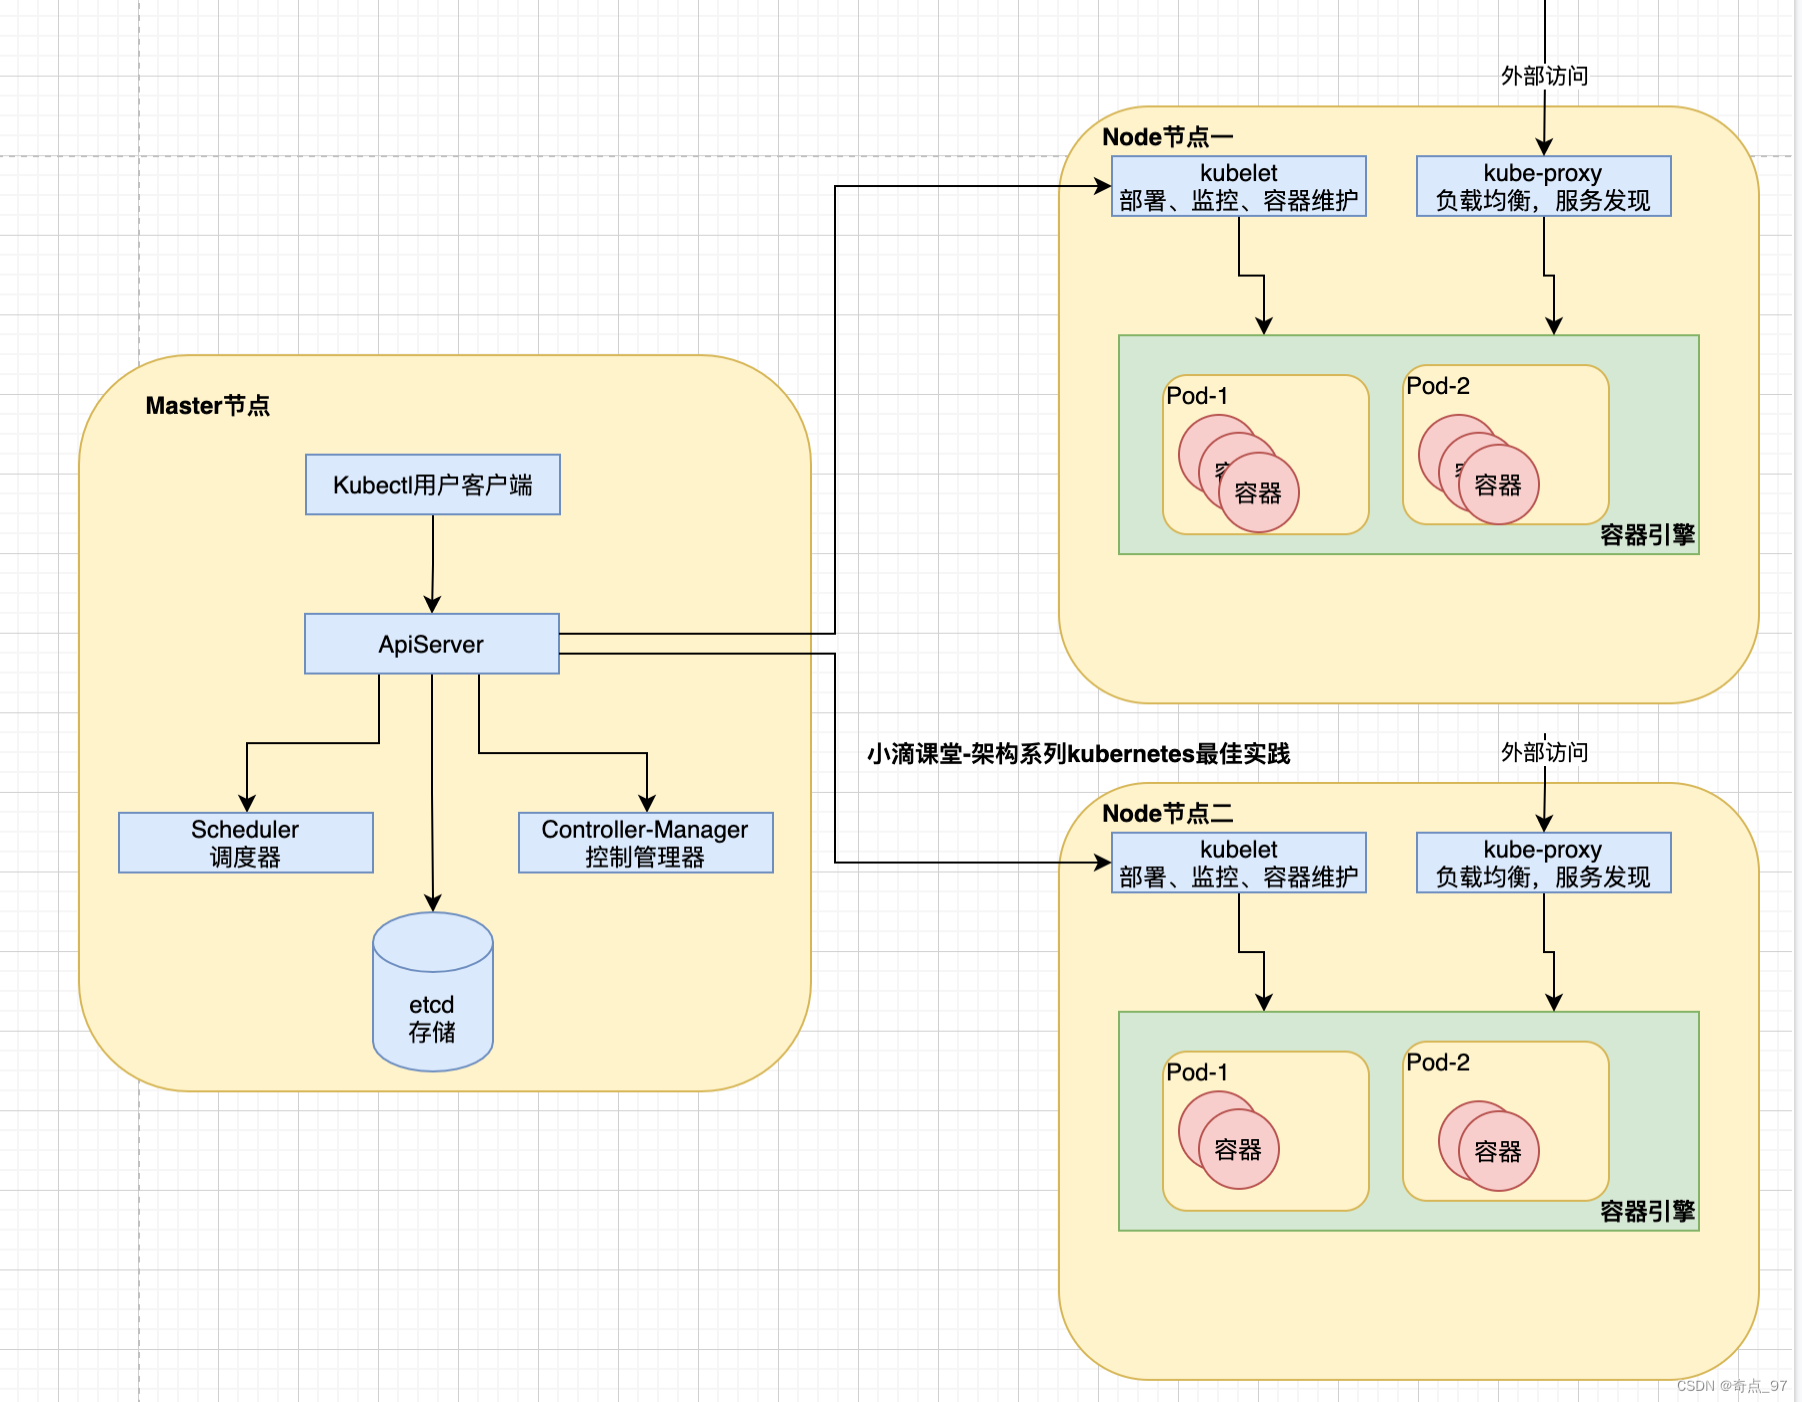 外部访问
Node节点一
kubelet
部署、监控、容器维护
kube-proxy
负载均衡，服务发现
Pod-1
容器
Pod-2
容器
容器引擎
Master节点
Kubectl用户客户端
ApiServer
Scheduler
调度器
Controller-Manager
控制管理器
etcd
存储
小滴课堂-架构系列kubernetes最佳实践
外部访问
Node节点二
kubelet
部署、监控、容器维护
kube-proxy
负载均衡，服务发现
Pod-1
容器
Pod-2
容器
容器引擎
CSDN @奇点_97